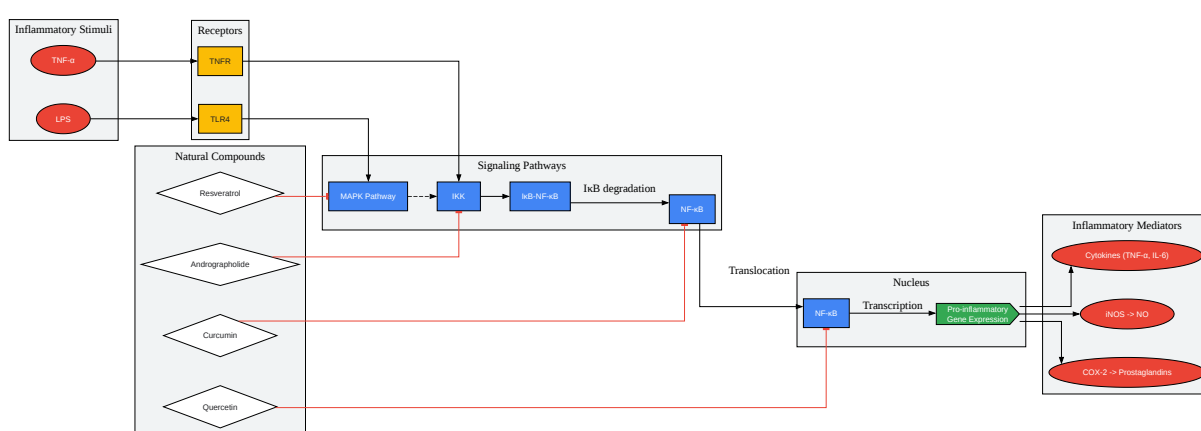 Inflammatory Stimuli
TNF-α
LPS
Receptors
TNFR
TLR4
Natural Compounds
Resveratrol
Andrographolide
Curcumin
Quercetin
Signaling Pathways
MAPK Pathway
IKK
IκB-NF-κB
IκB degradation
NF-κB
Translocation
Nucleus
NF-κB
Transcription
Pro-inflammatory
Gene Expression
Inflammatory Mediators
Cytokines (TNF-α, IL-6)
iNOS -> NO
COX-2 -> Prostaglandins